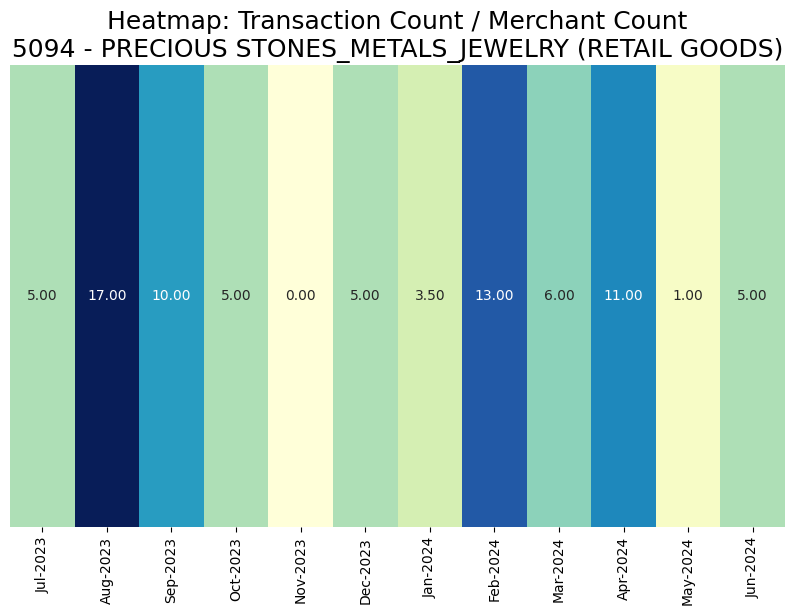 Heatmap: Transaction Count / Merchant Count
5094 - PRECIOUS STONES_METALS_JEWELRY (RETAIL GOODS)
5.00 17.00 10.00 5.00 0.00 5.00 3.50 13.00 6.00 11.00 1.00 5.00
Jul-2023 Aug-2023 Sep-2023 Oct-2023 Nov-2023 Dec-2023 Jan-2024 Feb-2024 Mar-2024 Apr-2024 May-2024 Jun-2024